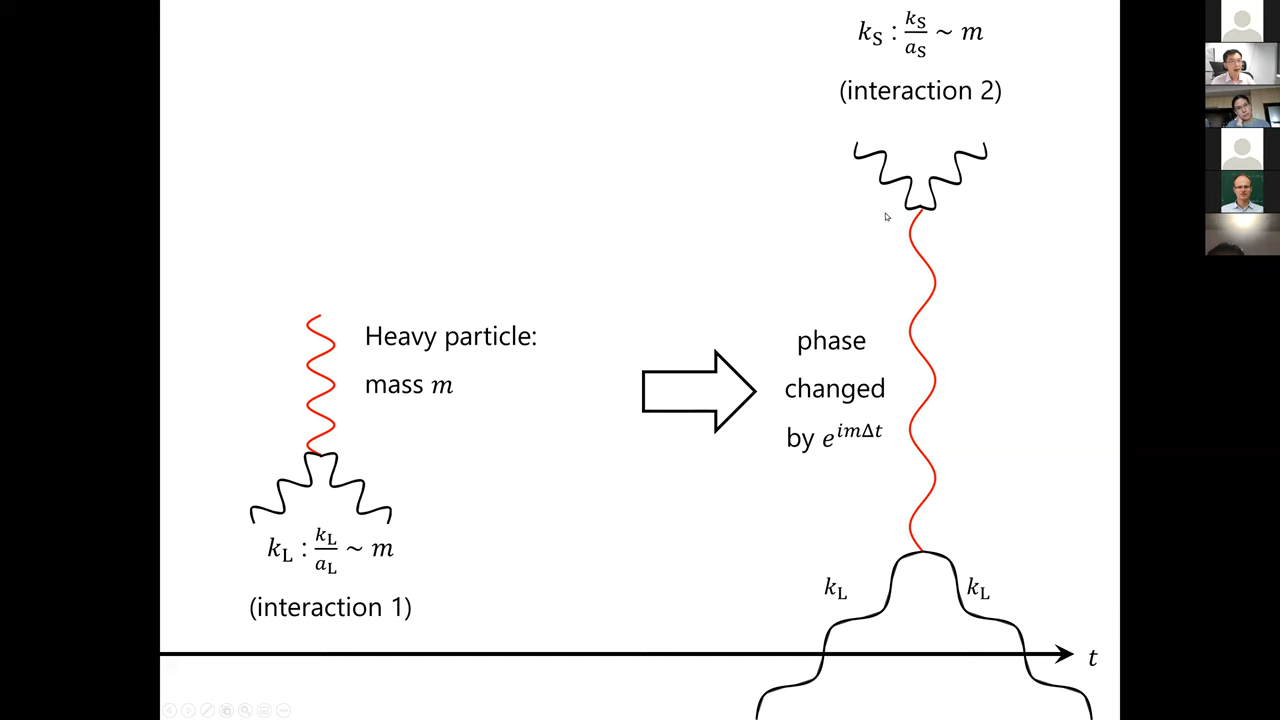 k_S : k_S/a_S ~ m
(interaction 2)
Heavy particle:
mass m
phase
changed
by e^{imΔt}
k_L : k_L/a_L ~ m
(interaction 1)
k_L
k_L
t